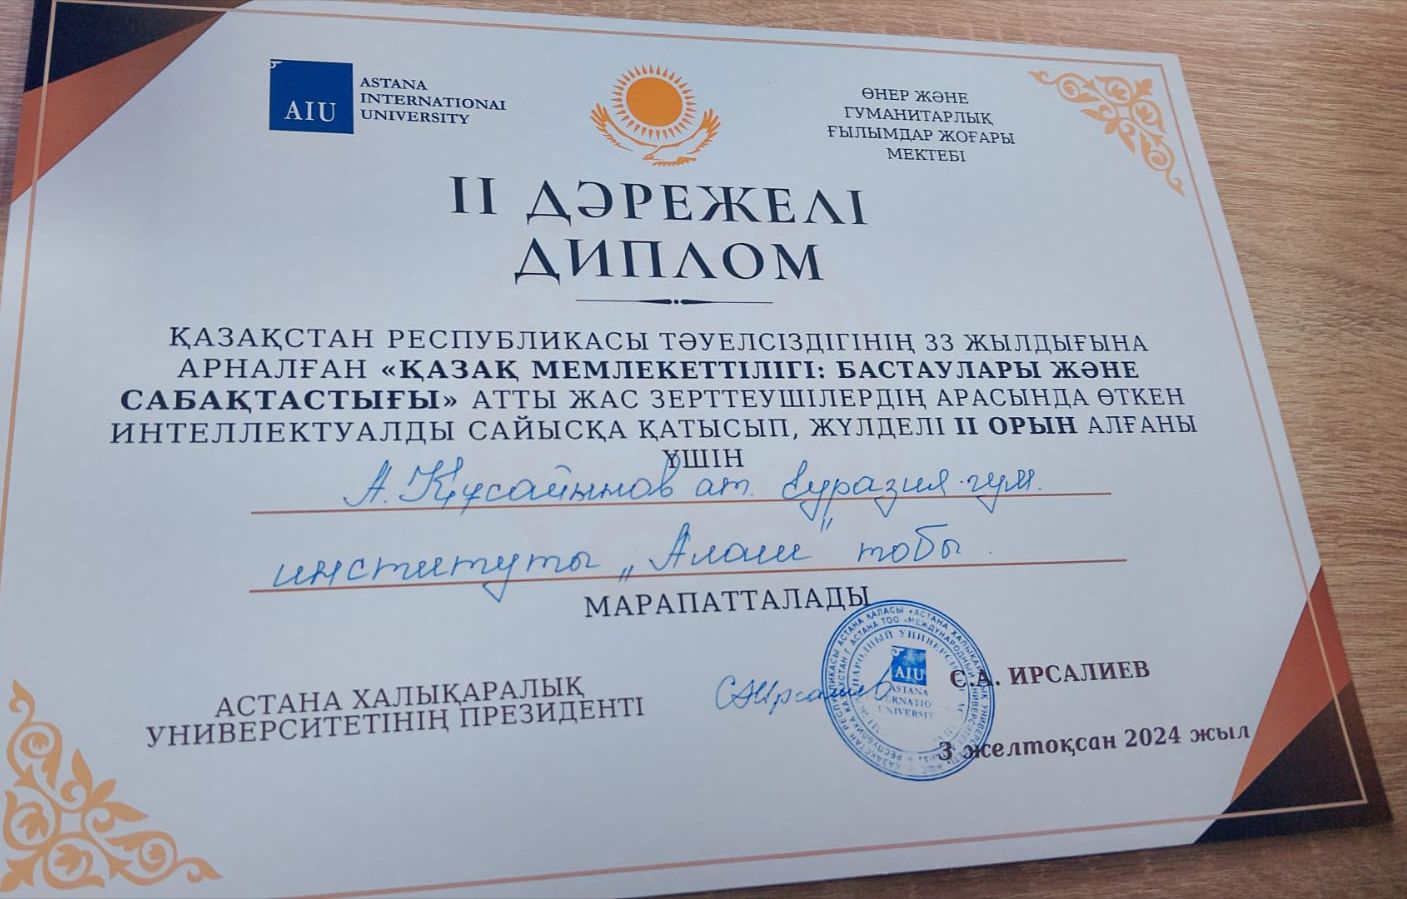 AIU
ASTANA
INTERNATIONAL
UNIVERSITY
ӨНЕР ЖӘНЕ
ГУМАНИТАРЛЫҚ
ҒЫЛЫМДАР ЖОҒАРЫ
МЕКТЕБІ
II ДӘРЕЖЕЛІ
ДИПЛОМ
ҚАЗАҚСТАН РЕСПУБЛИКАСЫ ТӘУЕЛСІЗДІГІНІҢ 33 ЖЫЛДЫҒЫНА
АРНАЛҒАН «ҚАЗАҚ МЕМЛЕКЕТТІЛІГІ: БАСТАУЛАРЫ ЖӘНЕ
САБАҚТАСТЫҒЫ» АТТЫ ЖАС ЗЕРТТЕУШІЛЕРДІҢ АРАСЫНДА ӨТКЕН
ИНТЕЛЛЕКТУАЛДЫ САЙЫСҚА ҚАТЫСЫП, ЖҮЛДЕЛІ II ОРЫН АЛҒАНЫ
ҮШІН
А. Құсайынов ат. Еуразия гум.
институты „Алаш" тобы
МАРАПАТТАЛАДЫ
АСТАНА ХАЛЫҚАРАЛЫҚ
УНИВЕРСИТЕТІНІҢ ПРЕЗИДЕНТІ
С.А. ИРСАЛИЕВ
3 желтоқсан 2024 жыл
AIU